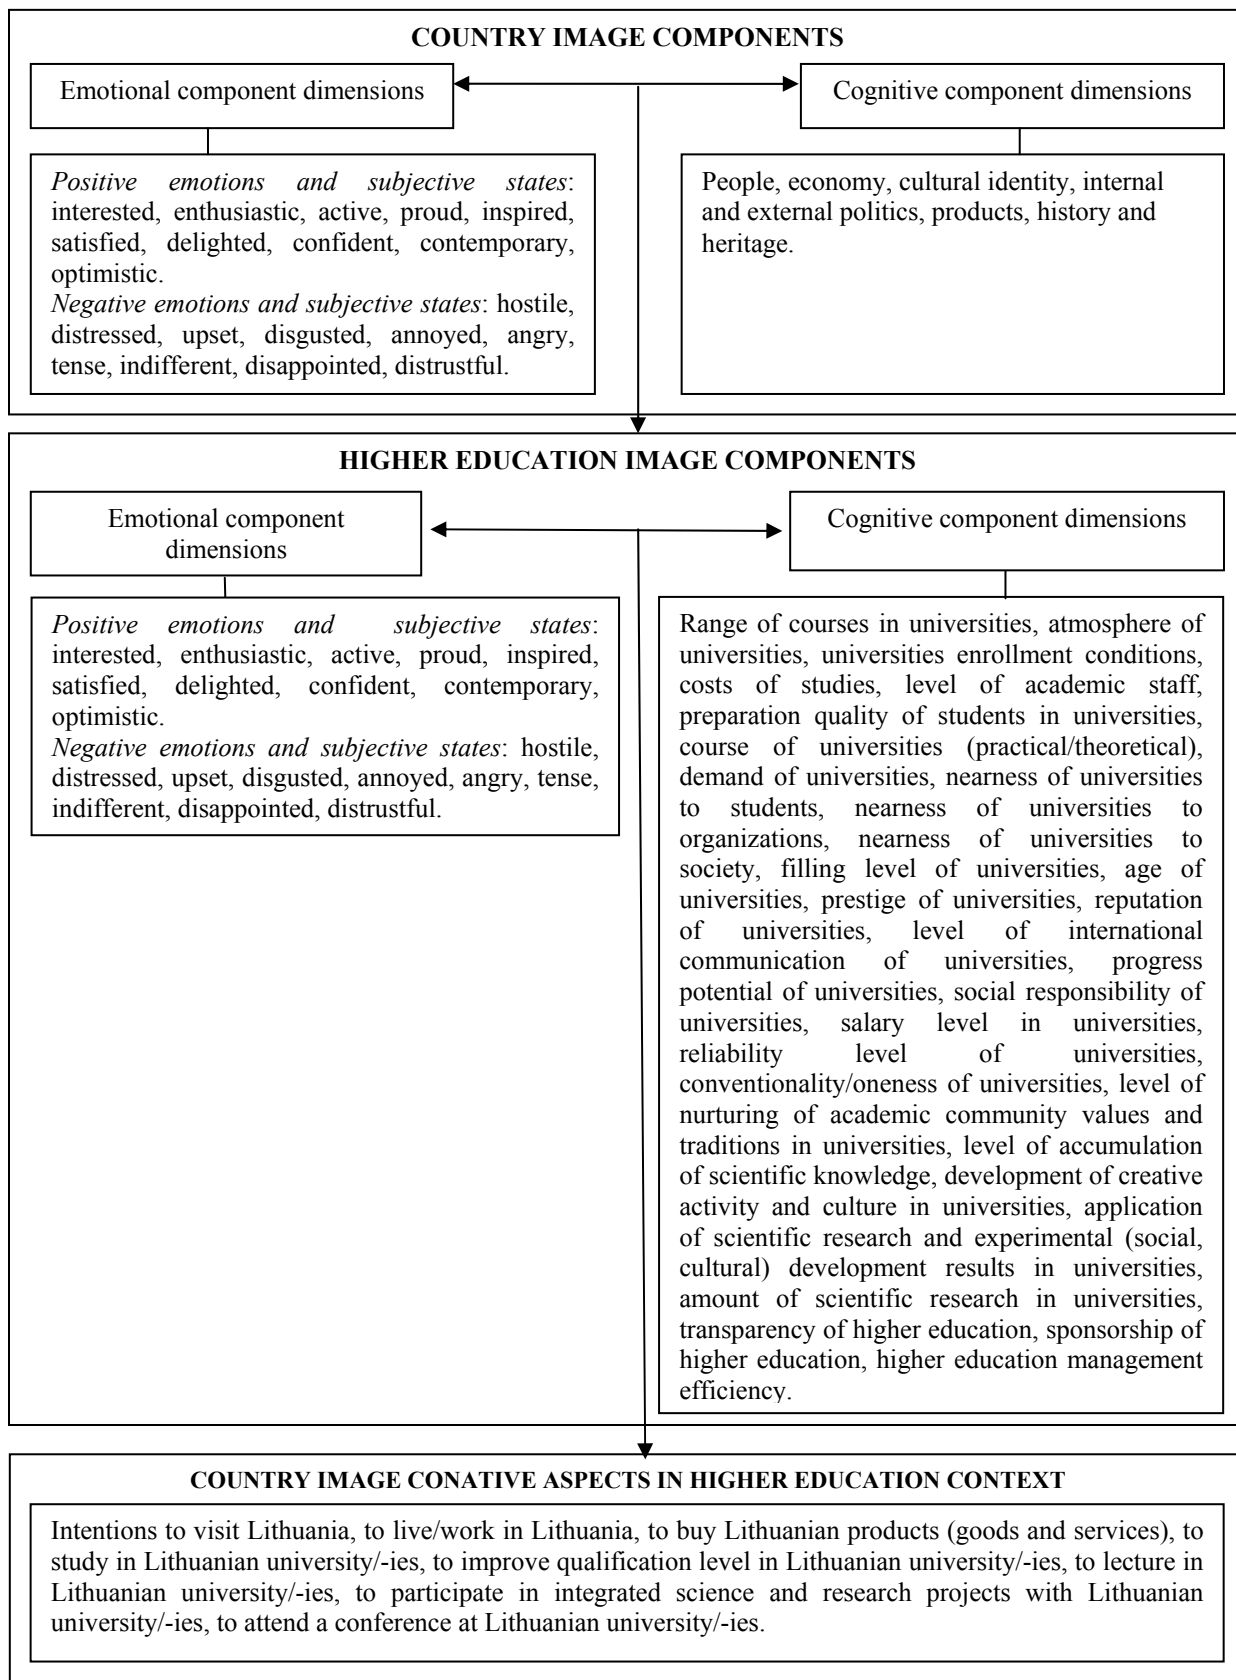 COUNTRY IMAGE COMPONENTS
Emotional component dimensions
Cognitive component dimensions
Positive emotions and subjective states:
interested, enthusiastic, active, proud, inspired,
satisfied, delighted, confident, contemporary,
optimistic.
Negative emotions and subjective states: hostile,
distressed, upset, disgusted, annoyed, angry,
tense, indifferent, disappointed, distrustful.
People, economy, cultural identity, internal
and external politics, products, history and
heritage.
HIGHER EDUCATION IMAGE COMPONENTS
Emotional component
dimensions
Cognitive component dimensions
Positive emotions and subjective states:
interested, enthusiastic, active, proud, inspired,
satisfied, delighted, confident, contemporary,
optimistic.
Negative emotions and subjective states: hostile,
distressed, upset, disgusted, annoyed, angry, tense,
indifferent, disappointed, distrustful.
Range of courses in universities, atmosphere of
universities, universities enrollment conditions,
costs of studies, level of academic staff,
preparation quality of students in universities,
course of universities (practical/theoretical),
demand of universities, nearness of universities
to students, nearness of universities to
organizations, nearness of universities to
society, filling level of universities, age of
universities, prestige of universities, reputation
of universities, level of international
communication of universities, progress
potential of universities, social responsibility of
universities, salary level in universities,
reliability level of universities,
conventionality/oneness of universities, level of
nurturing of academic community values and
traditions in universities, level of accumulation
of scientific knowledge, development of creative
activity and culture in universities, application
of scientific research and experimental (social,
cultural) development results in universities,
amount of scientific research in universities,
transparency of higher education, sponsorship of
higher education, higher education management
efficiency.
COUNTRY IMAGE CONATIVE ASPECTS IN HIGHER EDUCATION CONTEXT
Intentions to visit Lithuania, to live/work in Lithuania, to buy Lithuanian products (goods and services), to
study in Lithuanian university/-ies, to improve qualification level in Lithuanian university/-ies, to lecture in
Lithuanian university/-ies, to participate in integrated science and research projects with Lithuanian
university/-ies, to attend a conference at Lithuanian university/-ies.